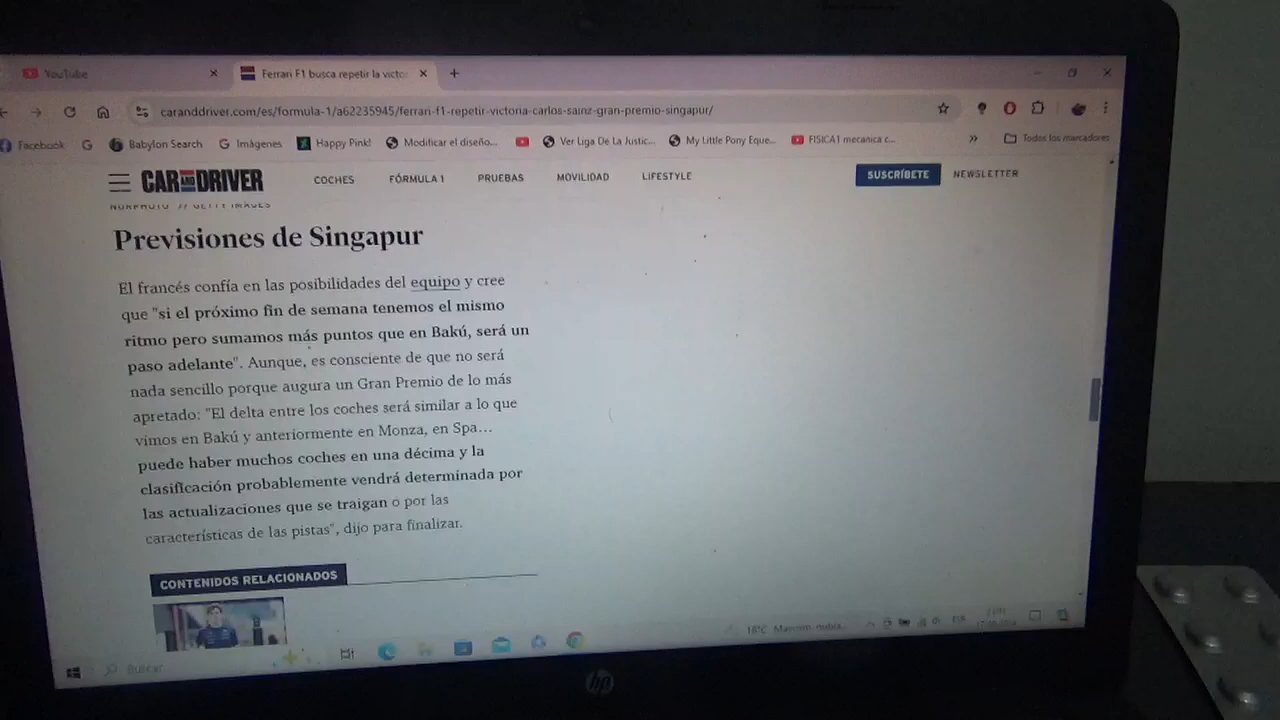 YouTube
Ferrari F1 busca repetir la victo
caranddriver.com/es/formula-1/a62235945/ferrari-f1-repetir-victoria-carlos-sainz-gran-premio-singapur/
Facebook
Babylon Search
Imágenes
Happy Pink!
Modificar el diseño...
Ver Liga De La Justic...
My Little Pony Eque...
FISICA1 mecanica c...
»
Todos los marcadores
CAR AND DRIVER
COCHES
FÓRMULA 1
PRUEBAS
MOVILIDAD
LIFESTYLE
SUSCRÍBETE
NEWSLETTER
NURPHOTO // GETTY IMAGES
Previsiones de Singapur
El francés confía en las posibilidades del equipo y cree
que "si el próximo fin de semana tenemos el mismo
ritmo pero sumamos más puntos que en Bakú, será un
paso adelante". Aunque, es consciente de que no será
nada sencillo porque augura un Gran Premio de lo más
apretado: "El delta entre los coches será similar a lo que
vimos en Bakú y anteriormente en Monza, en Spa...
puede haber muchos coches en una décima y la
clasificación probablemente vendrá determinada por
las actualizaciones que se traigan o por las
características de las pistas", dijo para finalizar.
CONTENIDOS RELACIONADOS
Buscar
16°C
hp